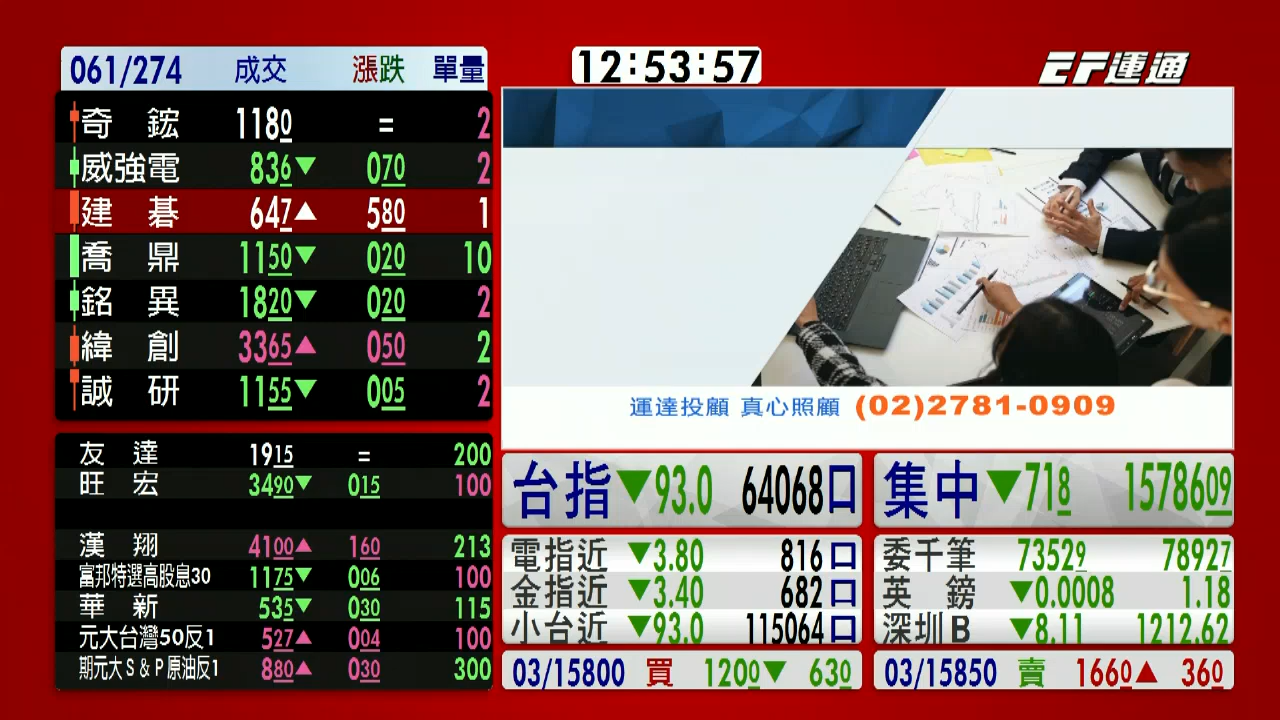 061/274 成交 漲跌 單量
奇鋐 1180 = 2
威強電 836▼ 070 2
建碁 647▲ 580 1
喬鼎 1150▼ 020 10
銘異 1820▼ 020 2
緯創 3365▲ 050 2
誠研 1155▼ 005 2
友達 1915 = 200
旺宏 3490▼ 015 100
漢翔 4100▲ 160 213
富邦特選高股息30 1175▼ 006 100
華新 535▼ 030 115
元大台灣50反1 527▲ 004 100
期元大S&P原油反1 880▲ 030 300
12:53:57
EF運通
運達投顧 真心照顧 (02)2781-0909
台指▼93.0 64068口
集中▼718 1578609
電指近 ▼3.80 816口
金指近 ▼3.40 682口
小台近 ▼93.0 115064口
委千筆 73529 78927
英鎊 ▼0.0008 1.18
深圳B ▼8.11 1212.62
03/15800 買 1200▼ 630
03/15850 賣 1660▲ 360